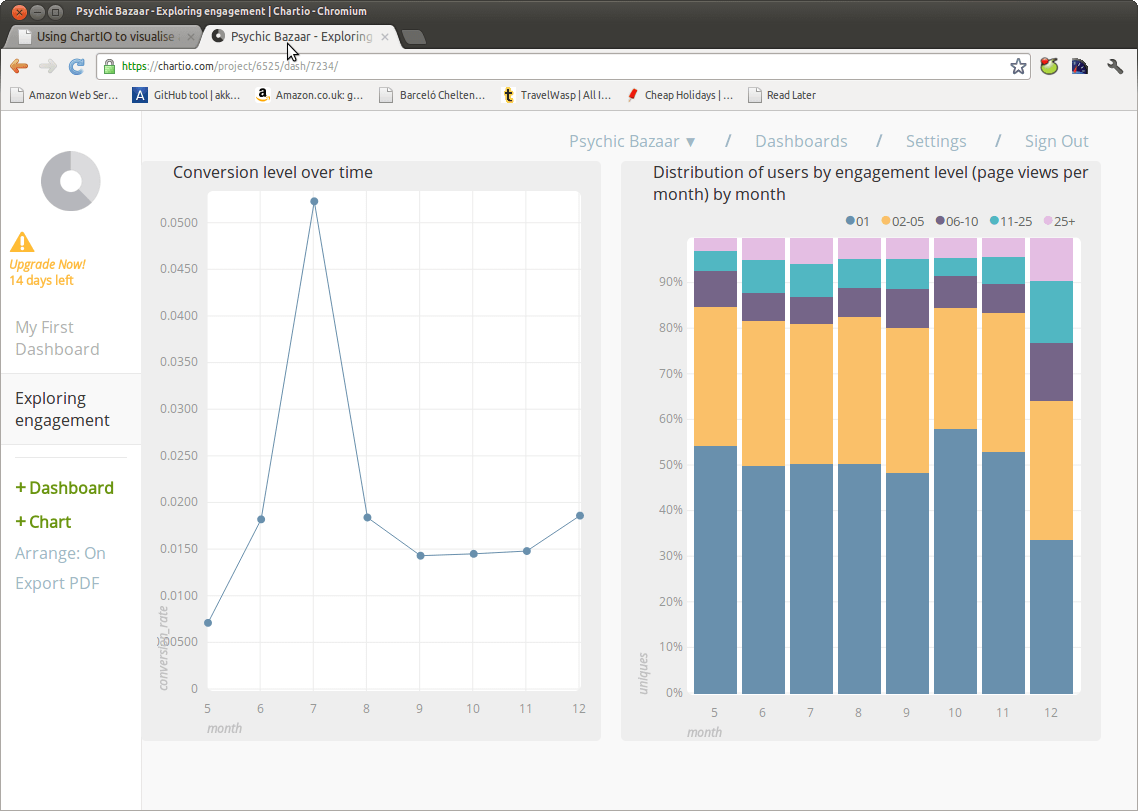 Psychic Bazaar - Exploring engagement | Chartio - Chromium
Using ChartIO to visualise
Psychic Bazaar - Exploring
https://chartio.com/project/6525/dash/7234/
Amazon Web Ser... A GitHub tool | akk... a Amazon.co.uk: g... Barceló Chelten... t TravelWasp | All I... Cheap Holidays | ... Read Later
Psychic Bazaar ▼ / Dashboards / Settings / Sign Out
Upgrade Now!
14 days left
My First
Dashboard
Exploring
engagement
+ Dashboard
+ Chart
Arrange: On
Export PDF
Conversion level over time
0.0500
0.0450
0.0400
0.0350
0.0300
0.0250
0.0200
0.0150
0.0100
0.00500
0
conversion_rate
5 6 7 8 9 10 11 12
month
Distribution of users by engagement level (page views per
month) by month
01 02-05 06-10 11-25 25+
90%
80%
70%
60%
50%
40%
30%
20%
10%
0%
uniques
5 6 7 8 9 10 11 12
month